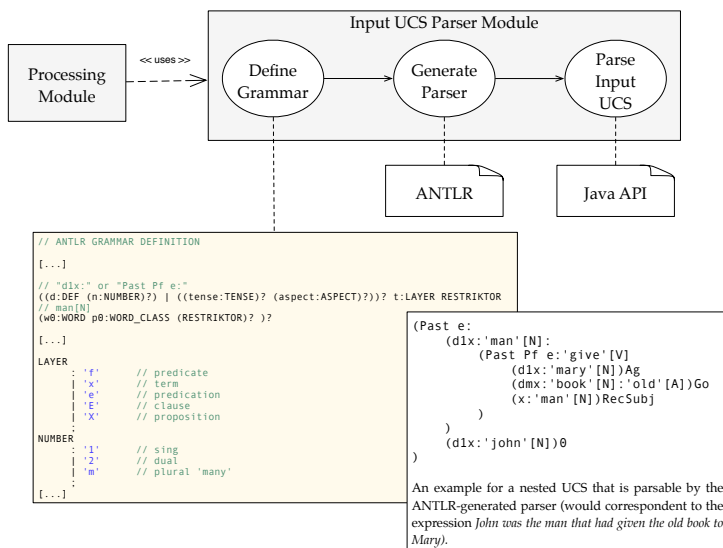 Input UCS Parser Module
Processing
Module
<< uses >>
Define
Grammar
Generate
Parser
Parse
Input
UCS
ANTLR
Java API
// ANTLR GRAMMAR DEFINITION
[...]
// "d1x:" or "Past Pf e:"
((d:DEF (n:NUMBER)?) | ((tense:TENSE)? (aspect:ASPECT)?))? t:LAYER RESTRIKTOR
// man[N]
(w0:WORD p0:WORD_CLASS (RESTRIKTOR)? )?
[...]
LAYER
: 'f' // predicate
| 'x' // term
| 'e' // predication
| 'E' // clause
| 'X' // proposition
;
NUMBER
: '1' // sing
| '2' // dual
| 'm' // plural 'many'
;
[...]
(Past e:
(d1x:'man'[N]:
(Past Pf e:'give'[V]
(d1x:'mary'[N])Ag
(dmx:'book'[N]:'old'[A])Go
(x:'man'[N])RecSubj
)
)
(d1x:'john'[N])0
)
An example for a nested UCS that is parsable by the
ANTLR-generated parser (would correspondent to the
expression John was the man that had given the old book to
Mary).